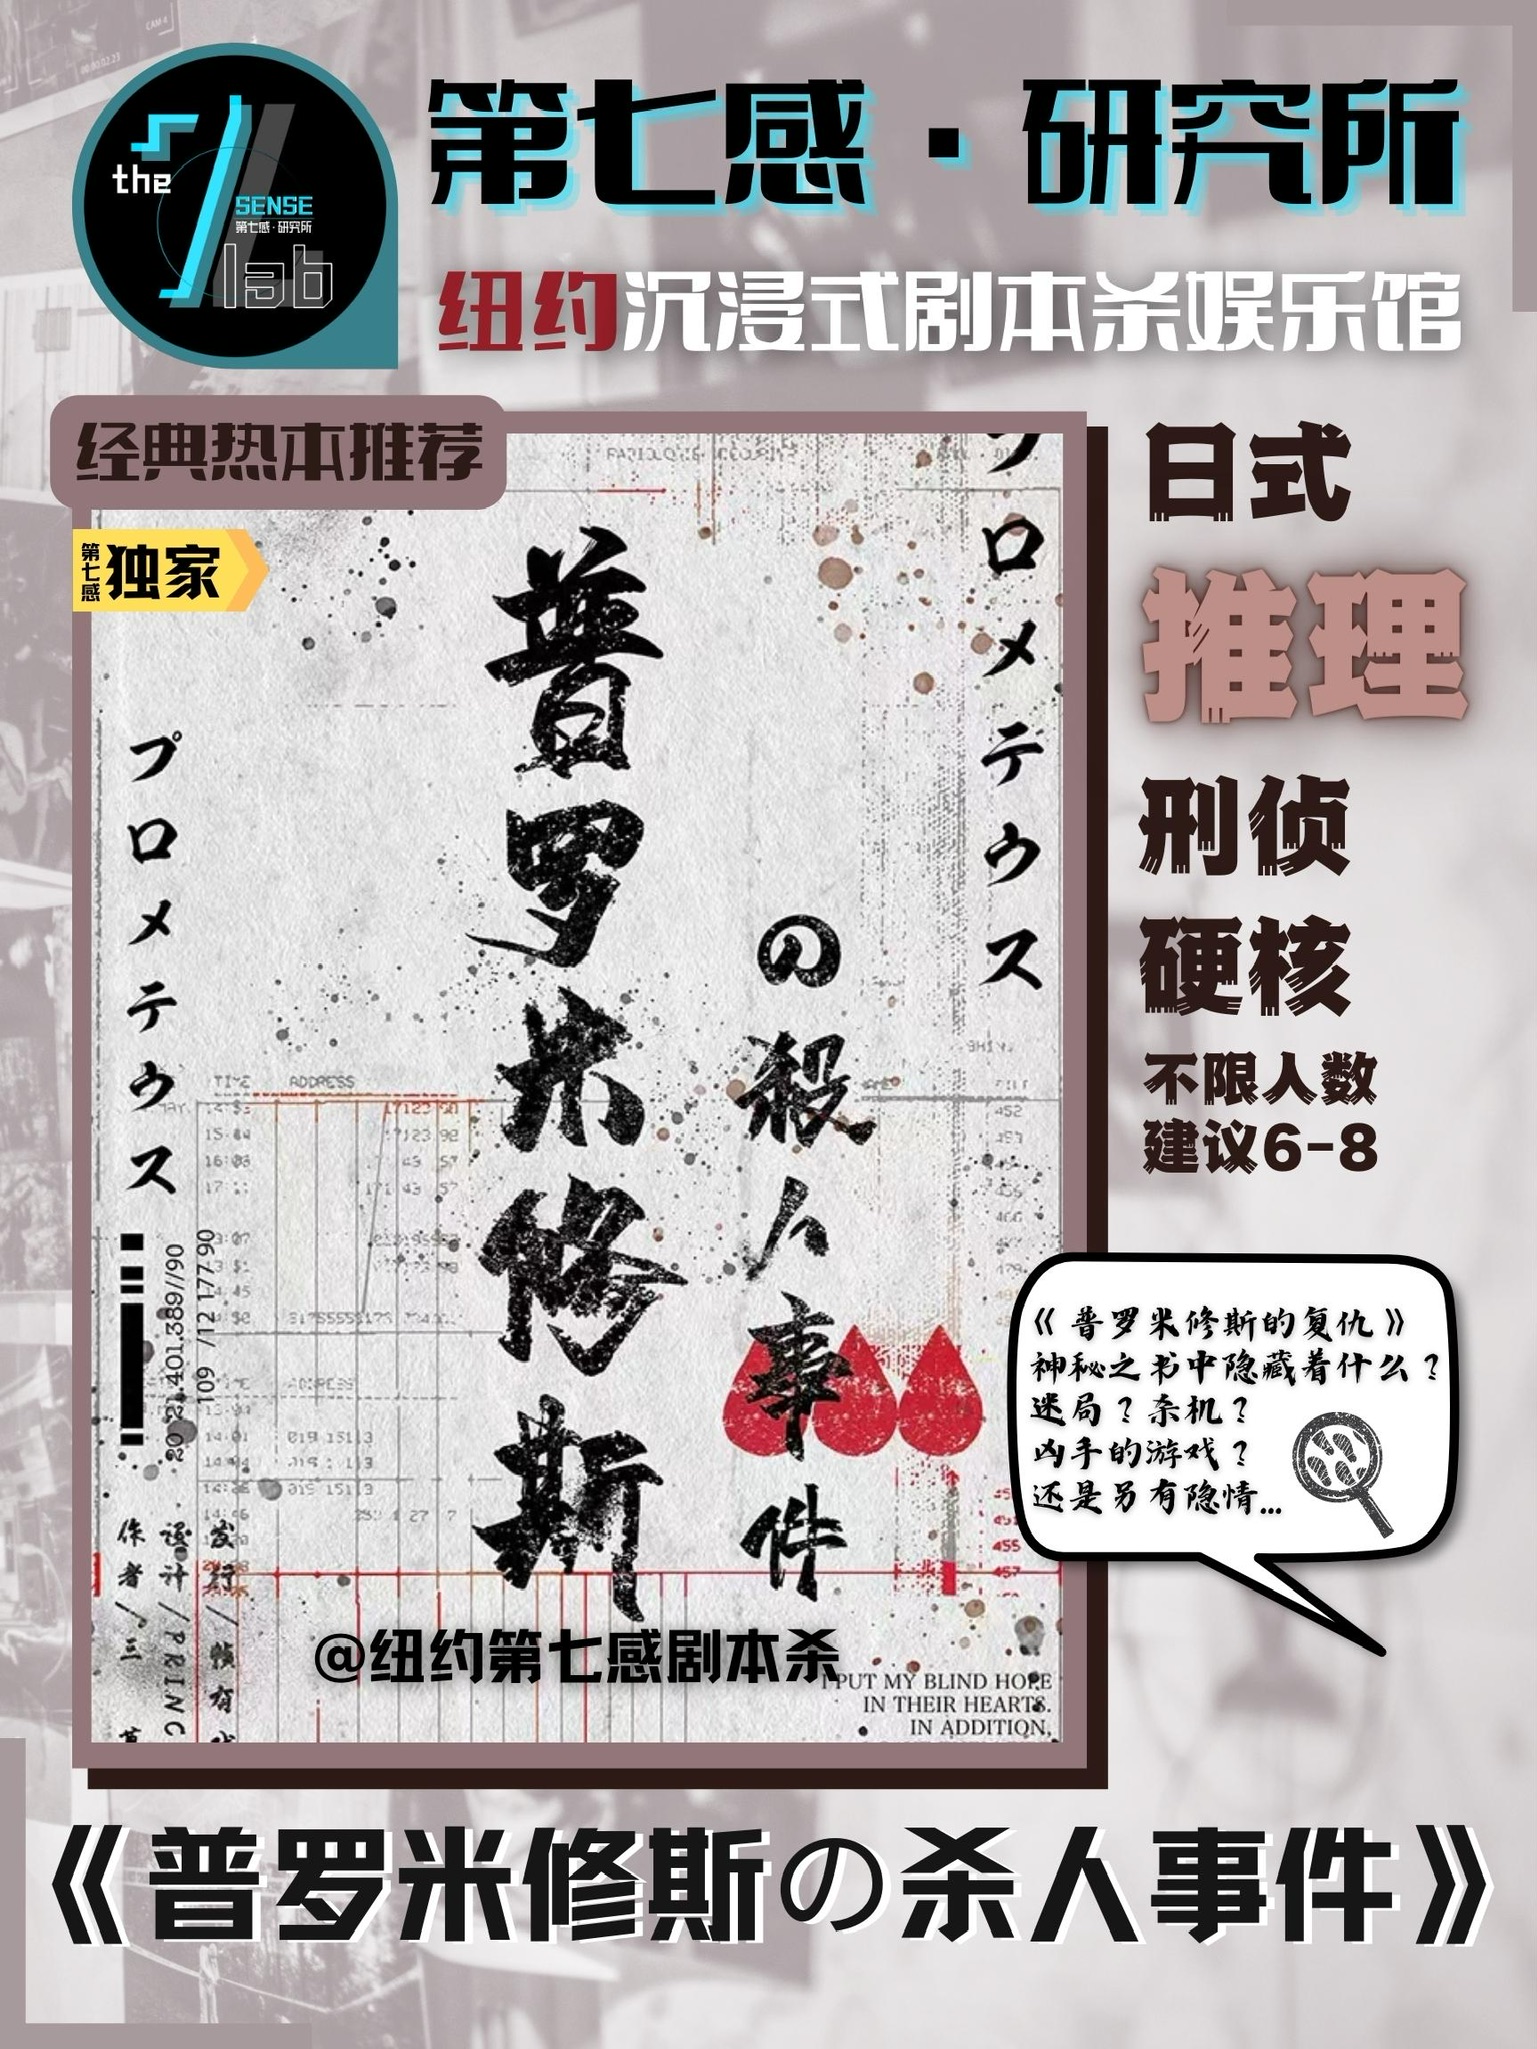 the
SENSE
第七感·研究所
lab
第七感·研究所
纽约沉浸式剧本杀娱乐馆
经典热本推荐
第七感
独家
日式
推理
刑侦
硬核
不限人数
建议6-8
プロメテウス
普罗米修斯
の殺人事件
プロメテウス
TIME ADDRESS
作者/三
设计/PRINC
发行/
@纽约第七感剧本杀
I PUT MY BLIND HOPE
IN THEIR HEARTS.
IN ADDITION,
《普罗米修斯的复仇》
神秘之书中隐藏着什么？
迷局？杀机？
凶手的游戏？
还是另有隐情...
《普罗米修斯の杀人事件》